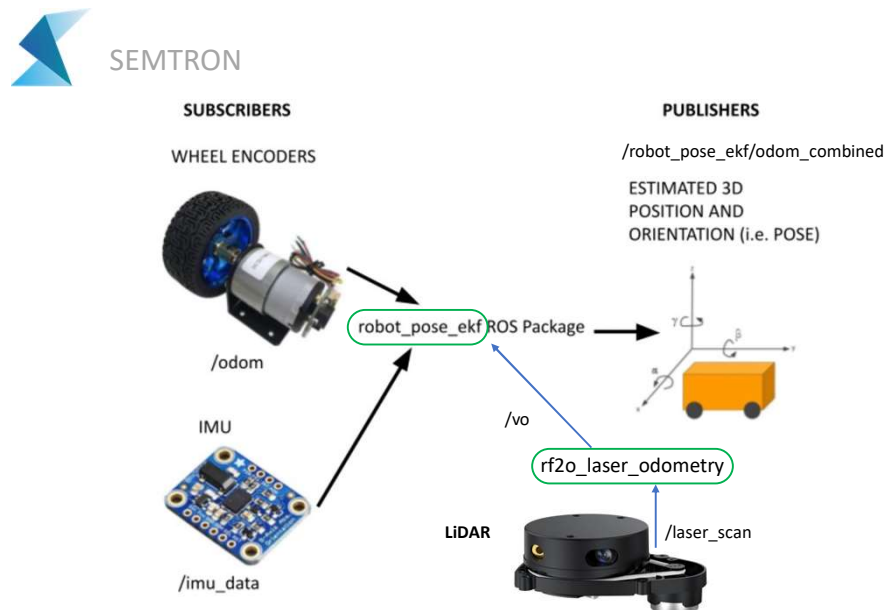 SEMTRON
SUBSCRIBERS
PUBLISHERS
WHEEL ENCODERS
/robot_pose_ekf/odom_combined
ESTIMATED 3D
POSITION AND
ORIENTATION (i.e. POSE)
robot_pose_ekf ROS Package
/odom
/vo
IMU
rf2o_laser_odometry
LiDAR
/laser_scan
/imu_data